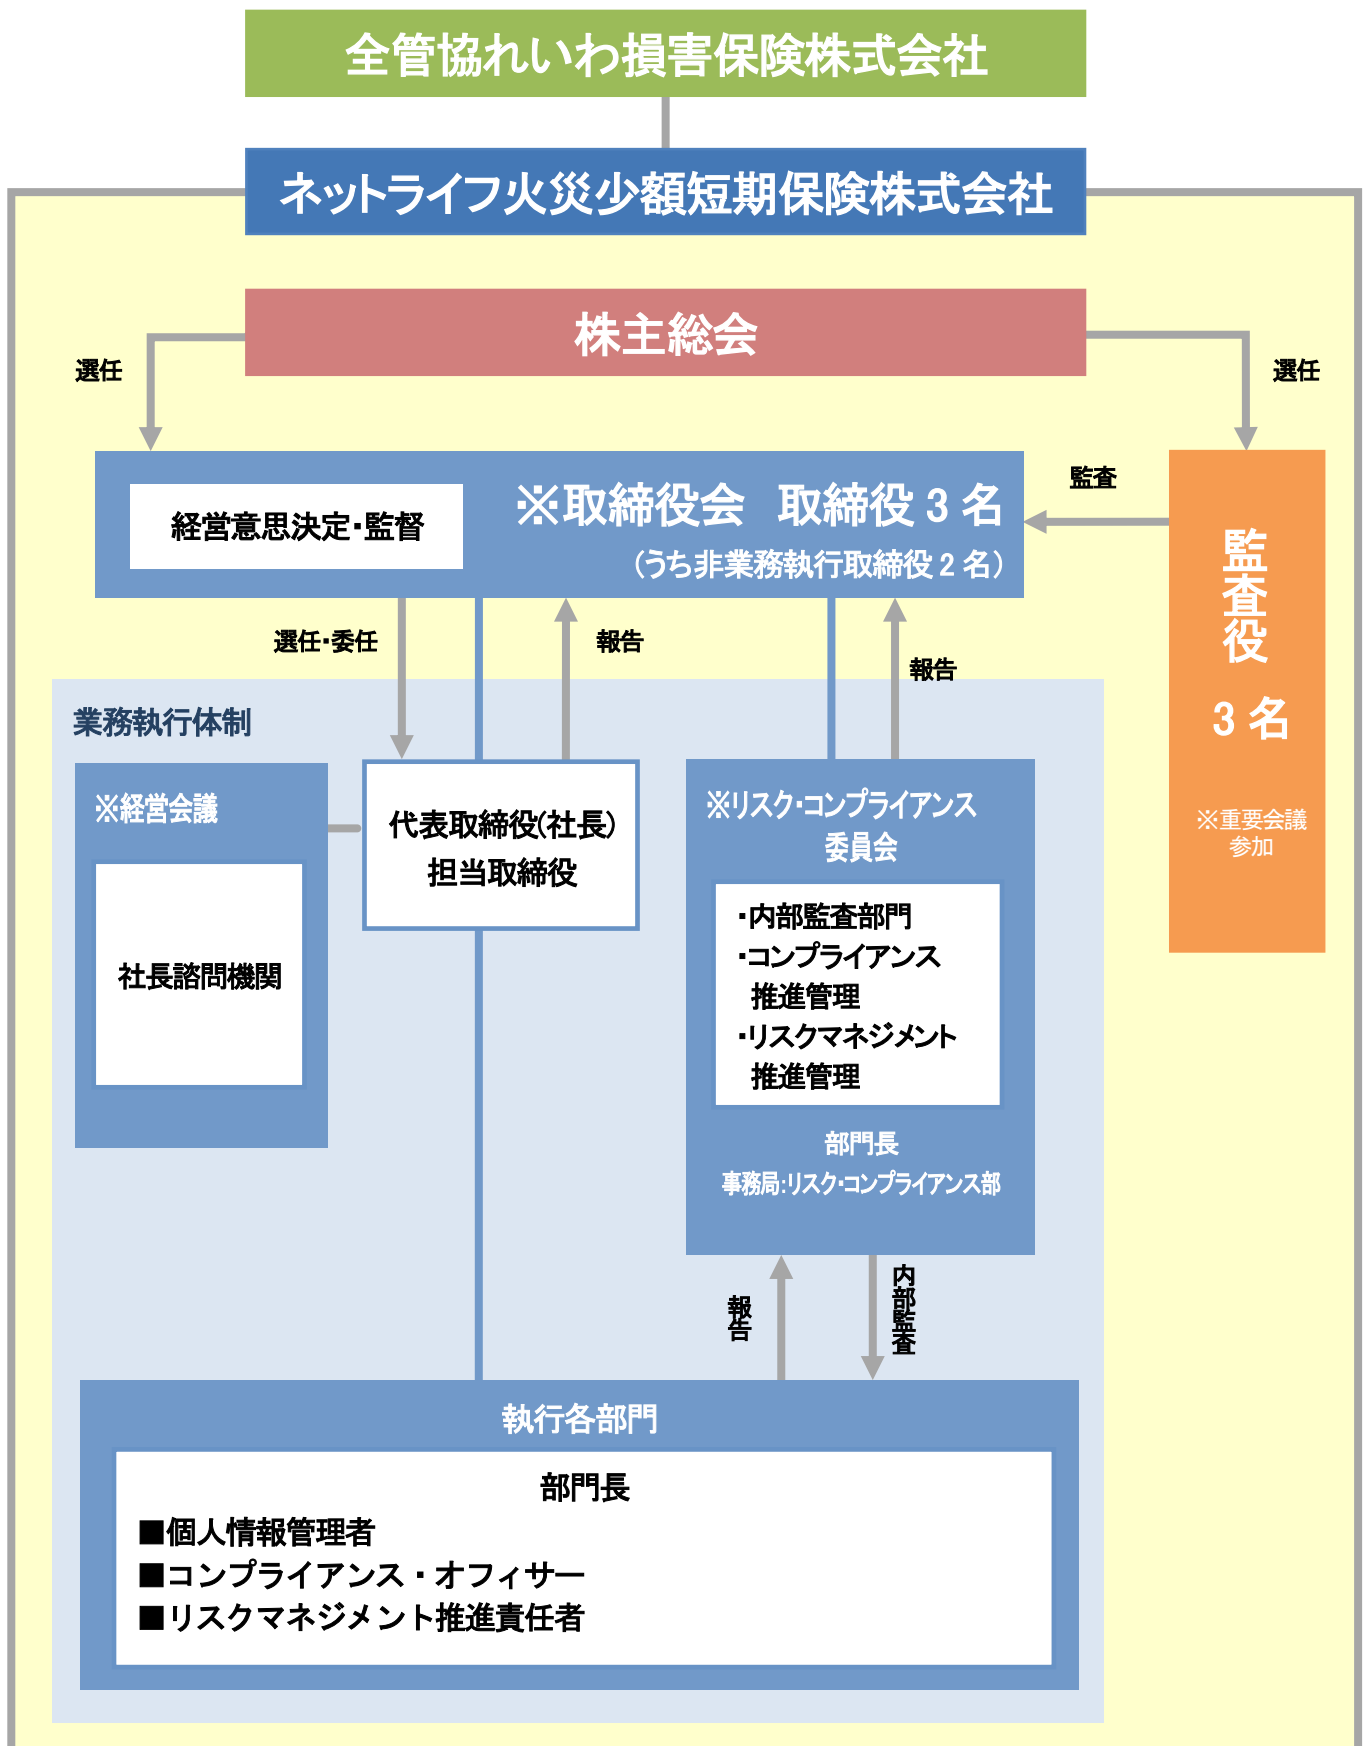 全管協れいわ損害保険株式会社
ネットライフ火災少額短期保険株式会社
株主総会
選任
選任
監査
※取締役会　取締役３名
（うち非業務執行取締役２名）
経営意思決定・監督
監査役
３名
※重要会議
参加
選任・委任
報告
報告
業務執行体制
※経営会議
社長諮問機関
代表取締役(社長)
担当取締役
※リスク・コンプライアンス
委員会
・内部監査部門
・コンプライアンス
推進管理
・リスクマネジメント
推進管理
部門長
事務局:リスク・コンプライアンス部
報告
内部監査
執行各部門
部門長
■個人情報管理者
■コンプライアンス・オフィサー
■リスクマネジメント推進責任者